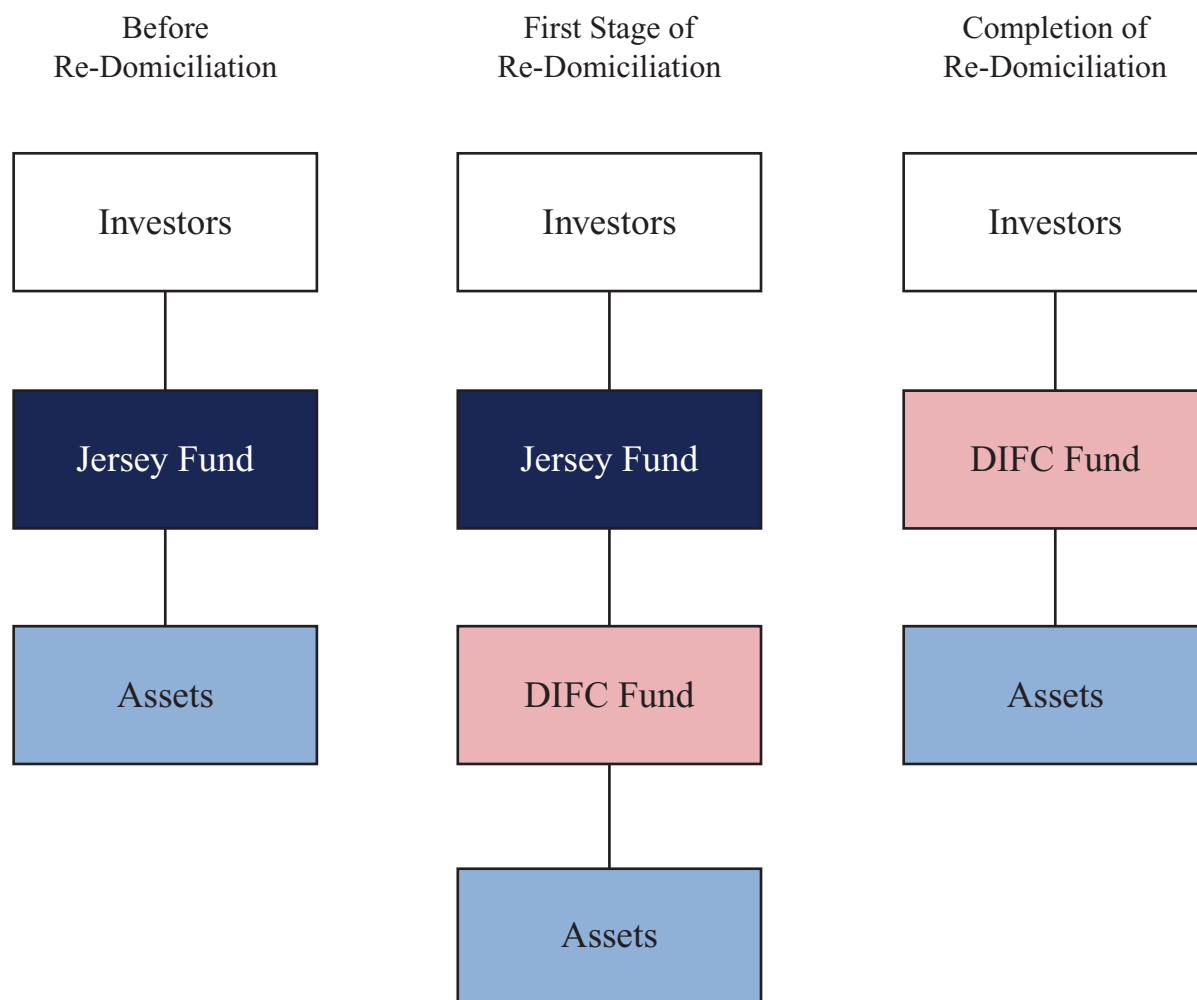 Before
Re-Domiciliation
First Stage of
Re-Domiciliation
Completion of
Re-Domiciliation
Investors
Investors
Investors
Jersey Fund
Jersey Fund
DIFC Fund
Assets
DIFC Fund
Assets
Assets